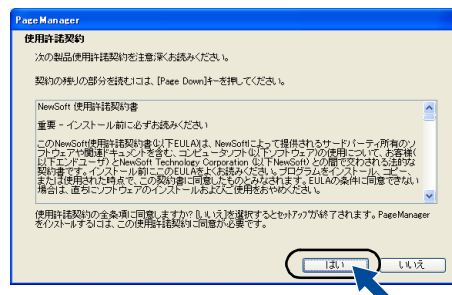 PageManager
使用許諾契約
次の製品使用許諾契約を注意深くお読みください。
契約の残りの部分を読むには、[Page Down]キーを押してください。
NewSoft 使用許諾契約書
重要 - インストール前に必ずお読みください
このNewSoft使用許諾契約書(以下EULA)は、NewSoftによって提供されるサードパーティ所有のソ
フトウェアや関連ドキュメントを含む、コンピュータソフト(以下ソフトウェア)の使用について、お客様(
以下エンドユーザ)とNewSoft Technology Corporation (以下NewSoft)との間で交わされる法的な
契約書です。インストール前にこのEULAをよくお読みください。プログラムをインストール、コピー、
または使用された時点で、この契約書に同意したものとみなされます。EULAの条件に同意できない
場合は、直ちにソフトウェアのインストールおよびご使用をおやめください。
使用許諾契約の全条項に同意しますか? [いいえ]を選択するとセットアップが終了されます。PageManager
をインストールするには、この使用許諾契約に同意が必要です。
はい
いいえ